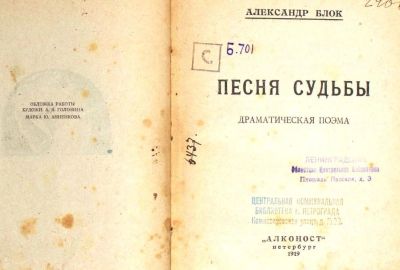 ОБЛОЖКА РАБОТЫ
ХУДОЖН. А. Я. ГОЛОВИНА
МАРКА Ю. АННЕНКОВА.
АЛЕКСАНДР БЛОК
С
Б.701
ПЕСНЯ СУДЬБЫ
ДРАМАТИЧЕСКАЯ ПОЭМА
6437.
ЦЕНТРАЛЬНАЯ КОММУНАЛЬНАЯ
БИБЛИОТЕКА г. ПЕТРОГРАДА
„АЛКОНОСТ"
петербург
1919